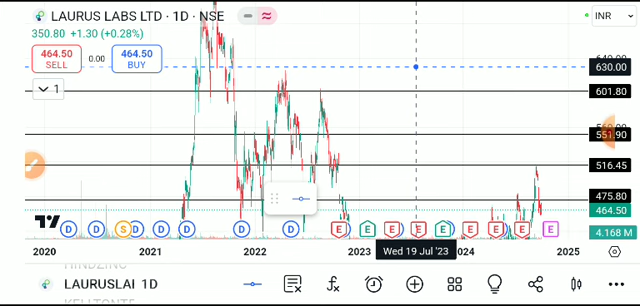 LAURUS LABS LTD · 1D · NSE
INR
350.80 +1.30 (+0.28%)
464.50
SELL
0.00
464.50
BUY
1
630.00
601.80
551.90
516.45
475.80
464.50
4.168 M
D D S D D D D D E E E E E E E E E
2020 2021 2022 2023 Wed 19 Jul '23 2024 2025
LAURUSLAI 1D